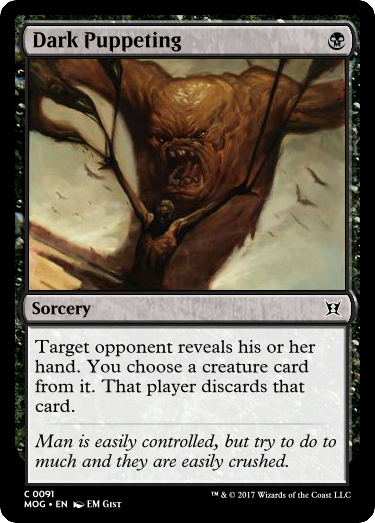 Dark Puppeting
Sorcery
Target opponent reveals his or her
hand. You choose a creature card
from it. That player discards that
card.
Man is easily controlled, but try to do to
much and they are easily crushed.
C 0091
MOG • EN EM GIST
™ & © 2017 Wizards of the Coast LLC